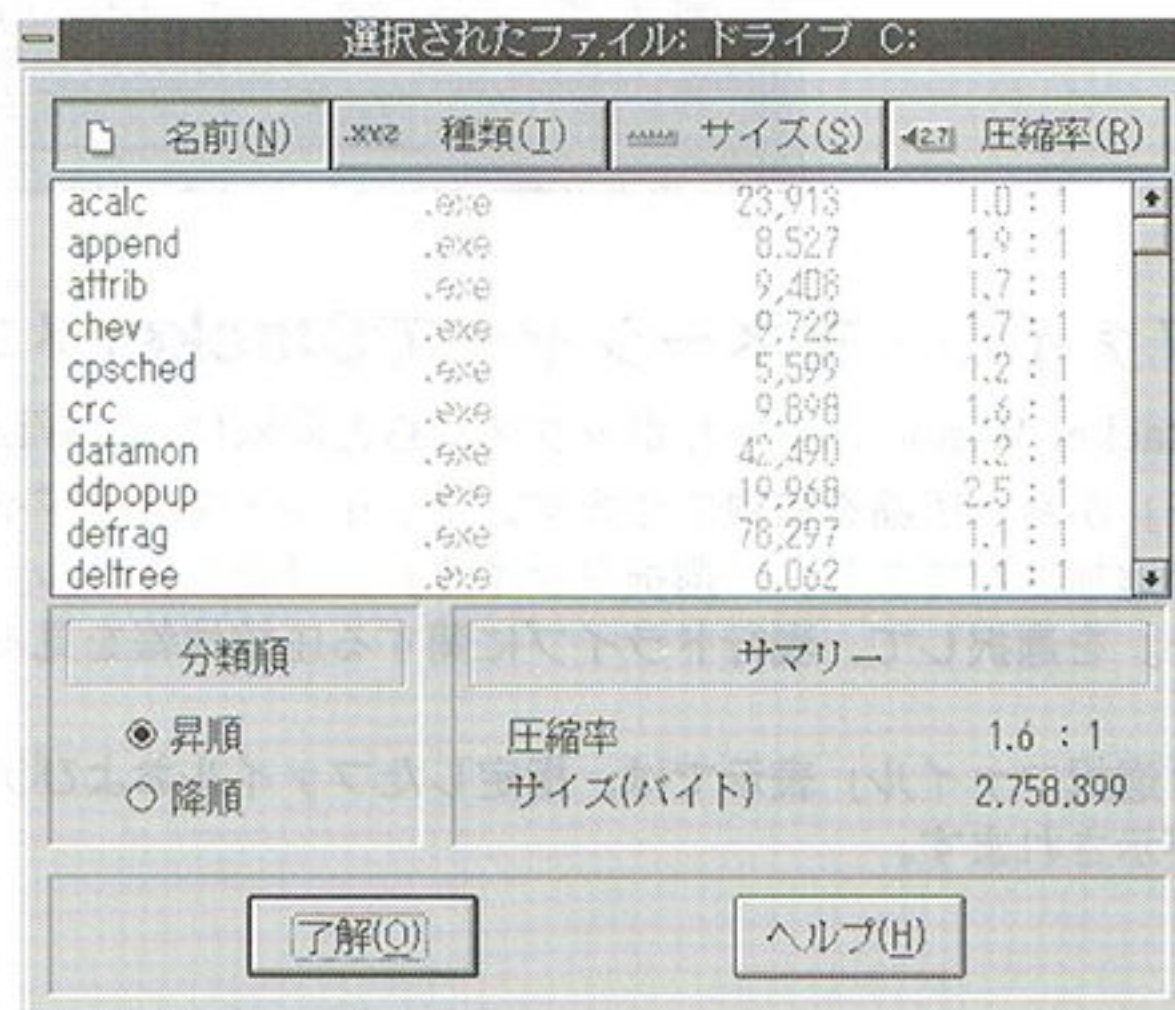 選択されたファイル: ドライブ C:
名前(N) .XYZ 種類(T) サイズ(S) 2.7 圧縮率(R)
acalc .exe 23,913 1.0 : 1
append .exe 8,527 1.9 : 1
attrib .exe 9,408 1.7 : 1
chev .exe 9,722 1.7 : 1
cpsched .exe 5,599 1.2 : 1
crc .exe 9,898 1.6 : 1
datamon .exe 42,490 1.2 : 1
ddpopup .exe 19,968 2.5 : 1
defrag .exe 78,297 1.1 : 1
deltree .exe 6,062 1.1 : 1
分類順
昇順
降順
サマリー
圧縮率 1.6 : 1
サイズ(バイト) 2,758,399
了解(O) ヘルプ(H)